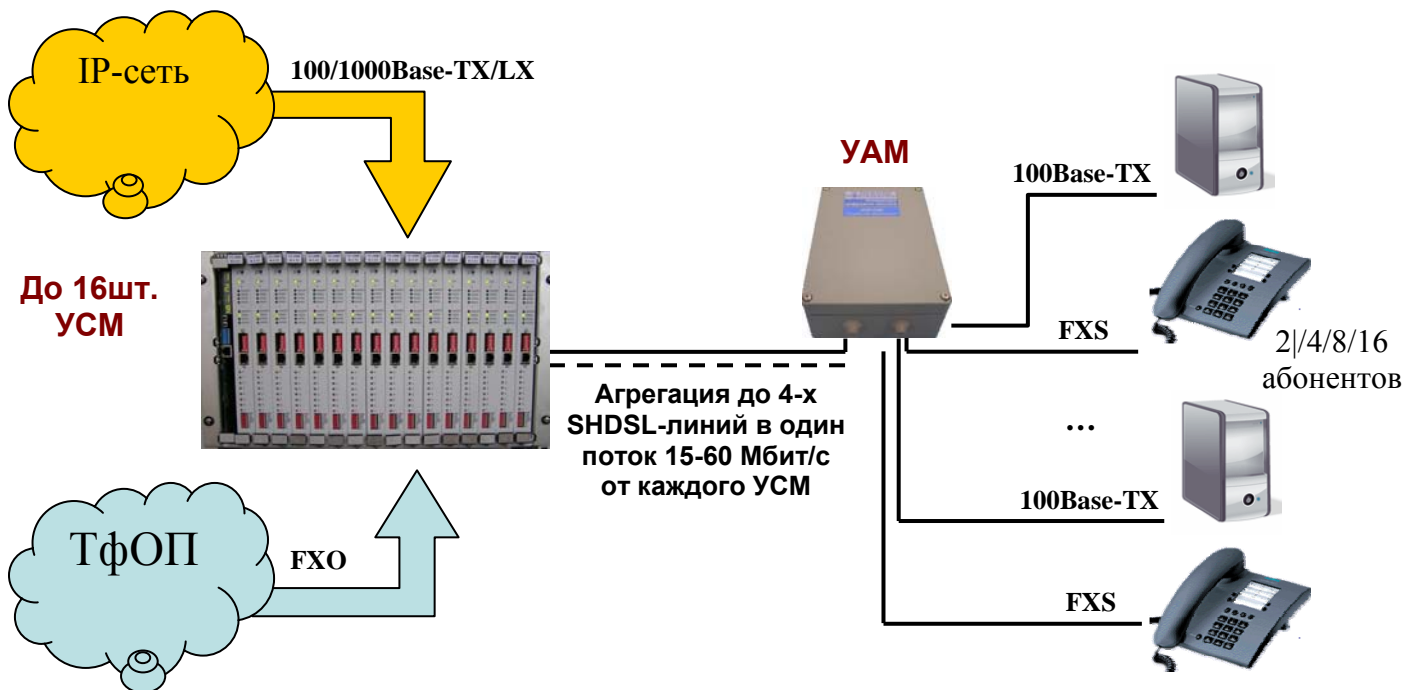 IP-сеть
100/1000Base-TX/LX
До 16шт.
УСМ
ТфОП
FXO
УАМ
Агрегация до 4-х
SHDSL-линий в один
поток 15-60 Мбит/с
от каждого УСМ
100Base-TX
FXS
2|/4/8/16
абонентов
...
100Base-TX
FXS